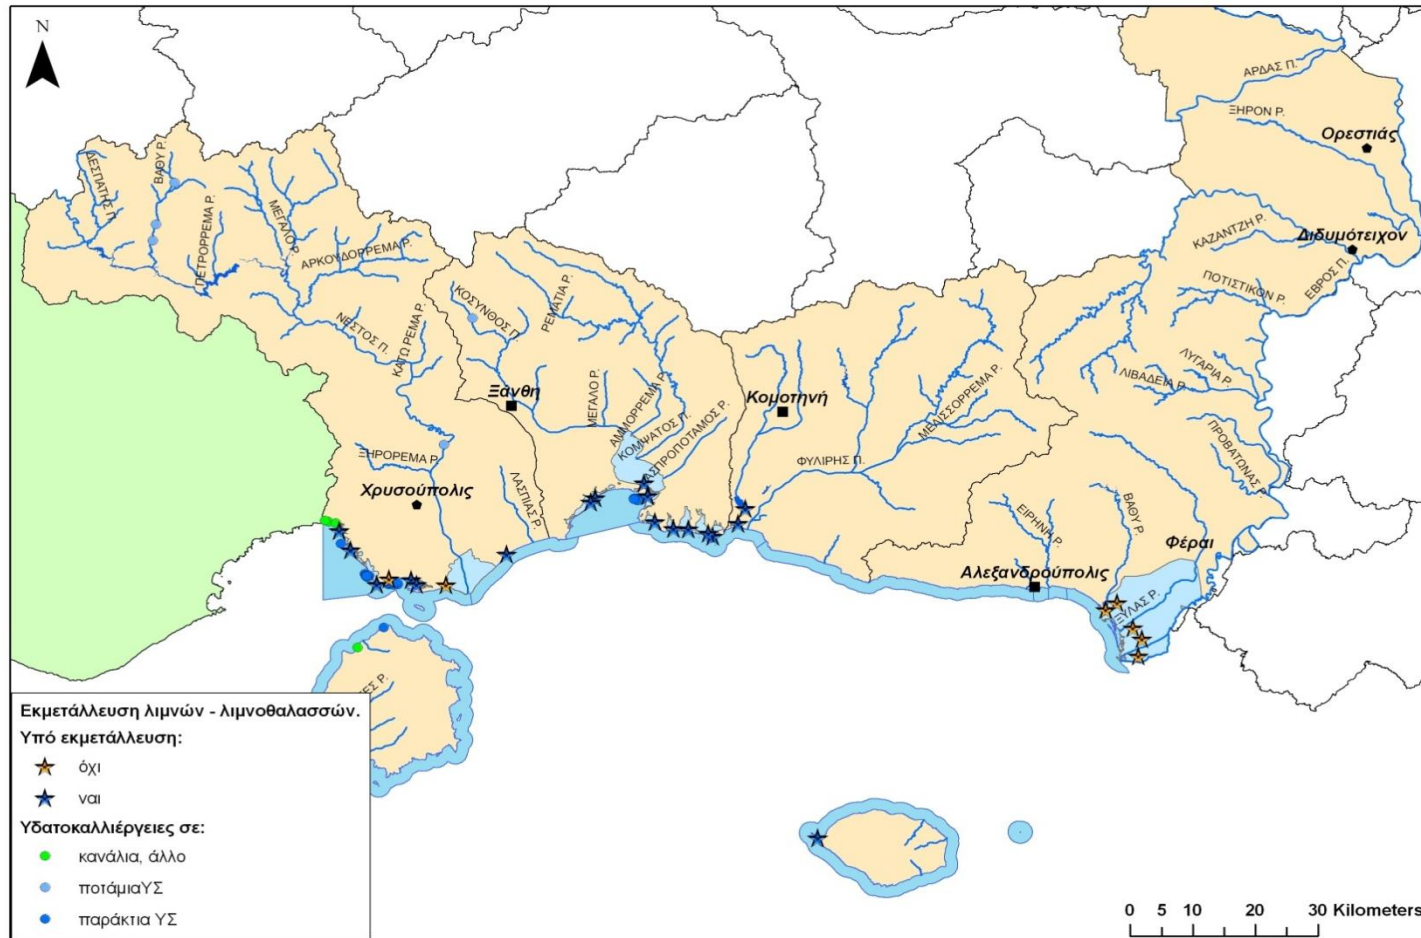 N
ΑΡΔΑΣ Π.
ΞΗΡΟΝ Ρ.
Ορεστιάς
ΔΕΣΠΑΤΗΣ Π.
ΒΑΘΥ Ρ.
ΠΕΤΡΟΡΡΕΜΑ Ρ.
ΜΕΓΑΛΟ Ρ.
ΑΡΚΟΥΔΟΡΡΕΜΑ Ρ.
ΚΑΖΑΝΤΖΗ Ρ.
Διδυμότειχον
ΕΒΡΟΣ Π.
ΠΟΤΙΣΤΙΚΟΝ Ρ.
ΝΕΣΤΟΣ Π.
ΚΑΤΩ ΡΕΜΑ Ρ.
ΚΟΣΥΝΘΟΣ Π.
ΡΕΜΑΤΙΑ Ρ.
ΛΥΓΑΡΙΑ Ρ.
ΛΙΒΑΔΕΙΑ Ρ.
Ξάνθη
ΜΕΓΑΛΟ Ρ.
ΑΜΜΟΡΡΕΜΑ Ρ.
ΚΟΜΨΑΤΟΣ Π.
ΑΣΠΡΟΠΟΤΑΜΟΣ Ρ.
Κομοτηνή
ΜΕΛΙΣΣΟΡΡΕΜΑ Ρ.
ΦΥΛΙΡΗΣ Π.
ΠΡΟΒΑΤΩΝΑΣ Ρ.
ΞΗΡΟΡΕΜΑ Ρ.
Χρυσούπολις
ΛΑΣΠΙΑΣ Ρ.
ΕΙΡΗΝΗ Ρ.
ΒΑΘΥ Ρ.
Φέραι
Αλεξανδρούπολις
ΞΥΛΑΣ Ρ.
Εκμετάλλευση λιμνών - λιμνοθαλασσών.
Υπό εκμετάλλευση:
όχι
ναι
Υδατοκαλλιέργειες σε:
κανάλια, άλλο
ποτάμιαΥΣ
παράκτια ΥΣ
0 5 10 20 30 Kilometers